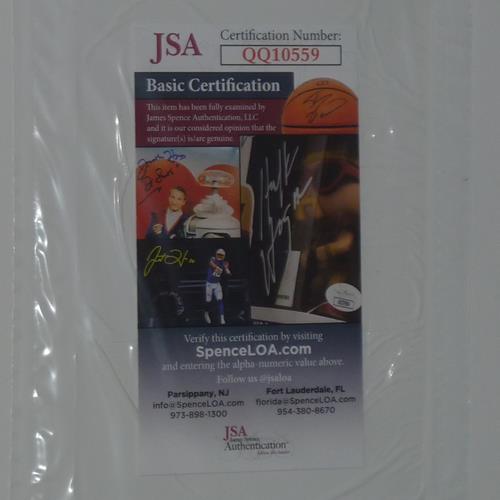 JSA
Certification Number:
QQ10559
Basic Certification
This item has been fully examined by
James Spence Authentication, LLC
and it is our considered opinion that the
signature(s) is/are genuine.
Verify this certification by visiting
SpenceLOA.com
and entering the alpha-numeric value above.
Follow us @jsaloa
Parsippany, NJ
info@SpenceLOA.com
973-898-1300
Fort Lauderdale, FL
florida@SpenceLOA.com
954-380-8670
JSA
James Spence
Authentication